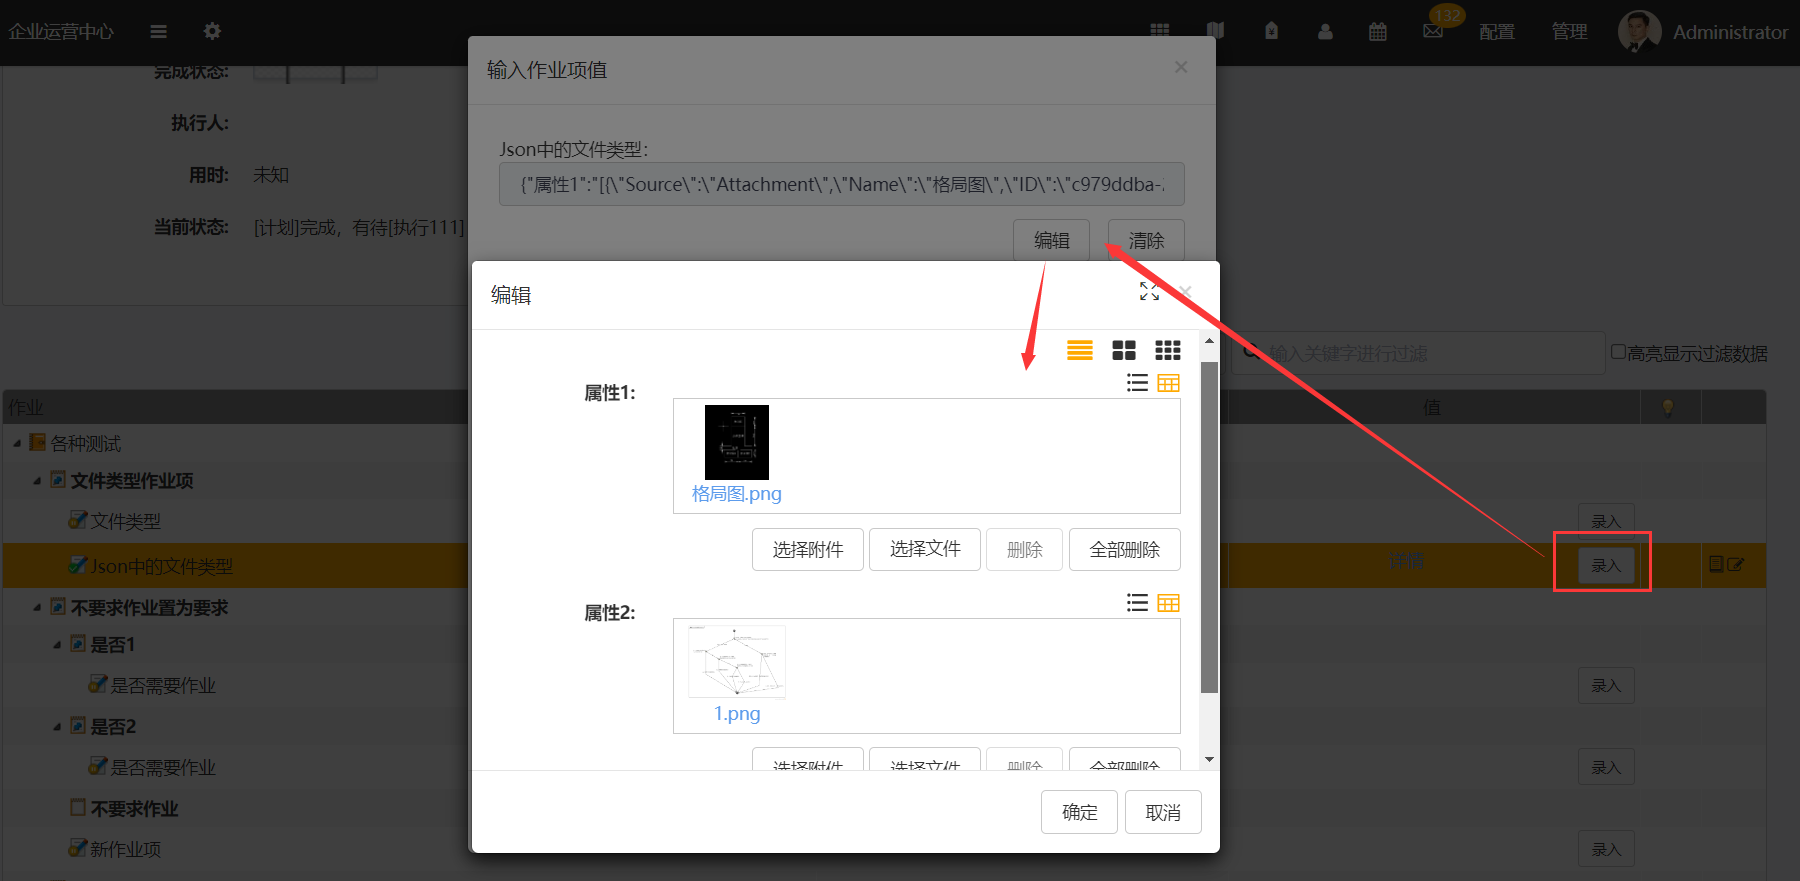 企业运营中心
132
配置
管理
Administrator
完成状态:
执行人:
用时:
未知
当前状态:
[计划]完成，有待[执行111]
输入作业项值
×
Json中的文件类型:
{"属性1":"[{\"Source\":\"Attachment\",\"Name\":\"格局图\",\"ID\":\"c979ddba-
编辑
清除
编辑
×
属性1:
格局图.png
选择附件
选择文件
删除
全部删除
属性2:
1.png
选择附件
选择文件
删除
全部删除
确定
取消
输入关键字进行过滤
高亮显示过滤数据
作业
值
各种测试
文件类型作业项
文件类型
录入
Json中的文件类型
详情
录入
不要求作业置为要求
是否1
是否需要作业
录入
是否2
是否需要作业
录入
不要求作业
新作业项
录入